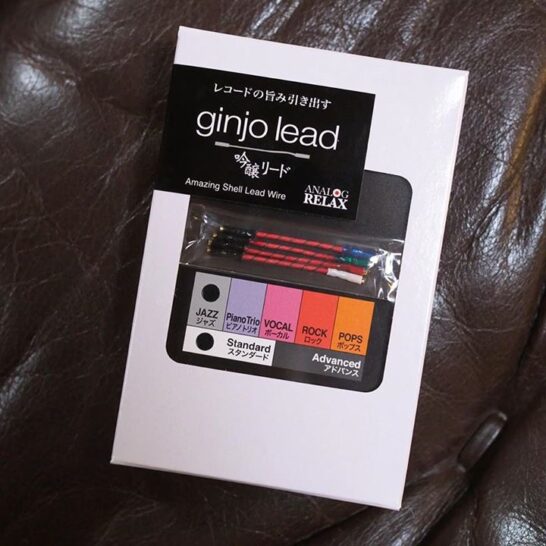 レコードの旨み引き出す
ginjo lead
吟醸リード
Amazing Shell Lead Wire
ANALOG
RELAX
JAZZ
ジャズ
PianoTrio
ピアノトリオ
VOCAL
ボーカル
ROCK
ロック
POPS
ポップス
Standard
スタンダード
Advanced
アドバンス